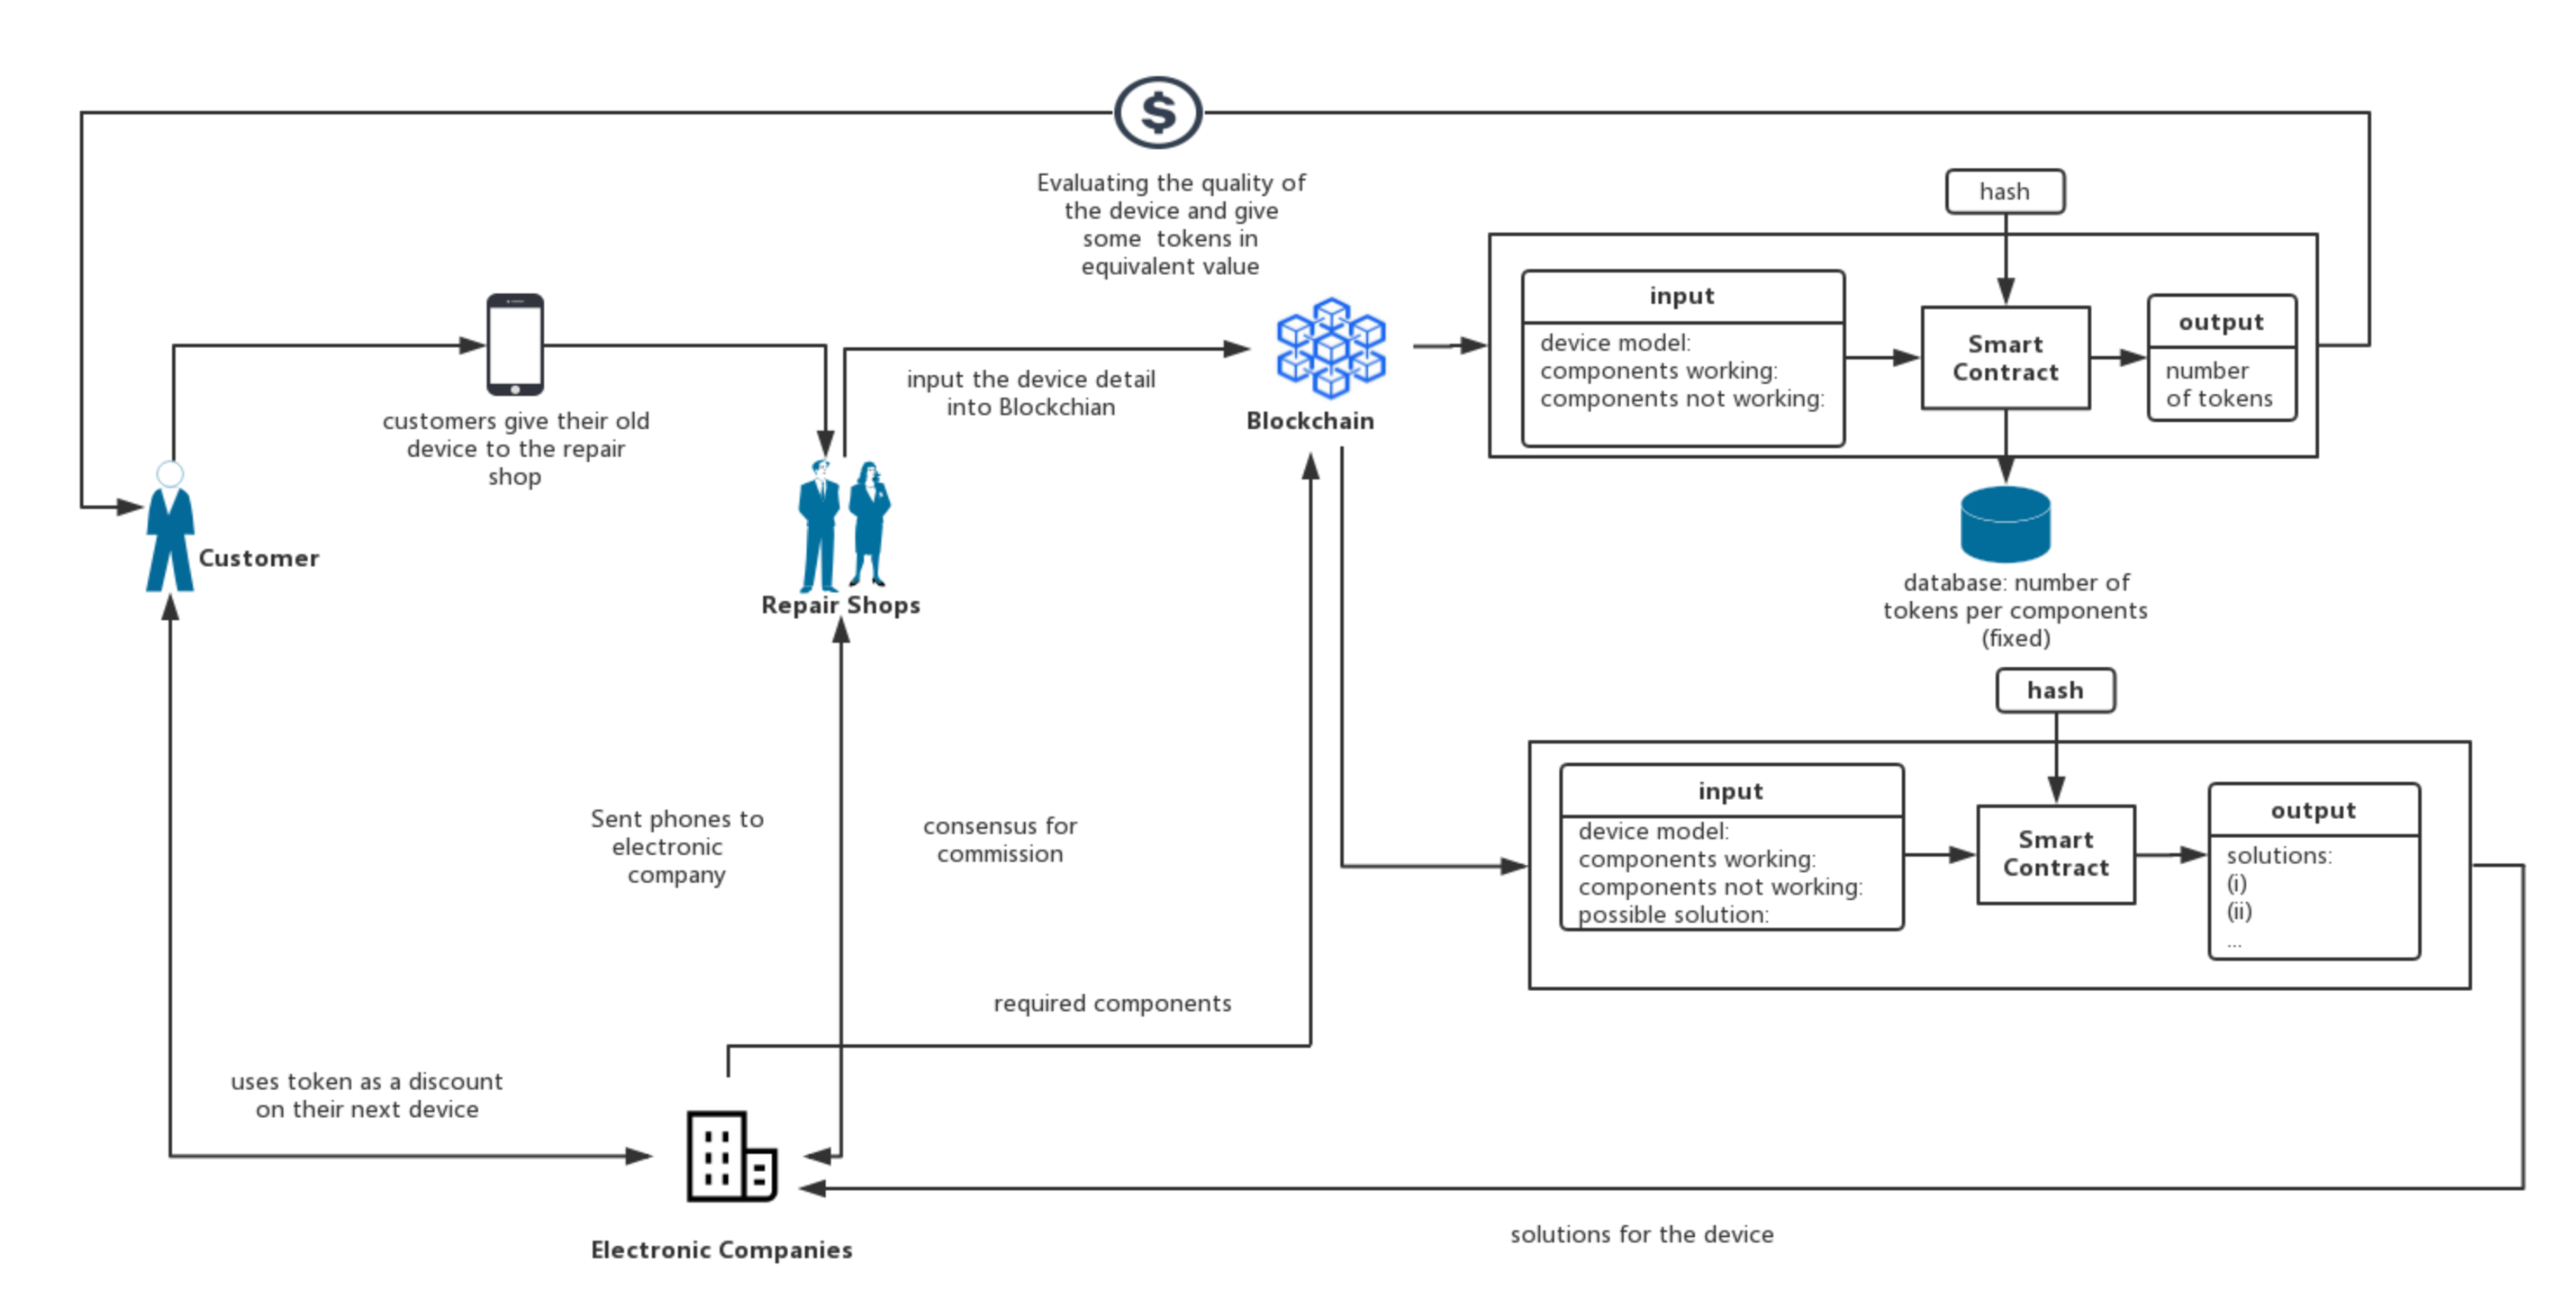 $
Evaluating the quality of
the device and give
some tokens in
equivalent value
hash
input
device model:
components working:
components not working:
Smart
Contract
output
number
of tokens
customers give their old
device to the repair
shop
input the device detail
into Blockchian
Blockchain
Customer
Repair Shops
database: number of
tokens per components
(fixed)
hash
input
device model:
components working:
components not working:
possible solution:
Smart
Contract
output
solutions:
(i)
(ii)
...
Sent phones to
electronic
company
consensus for
commission
required components
uses token as a discount
on their next device
Electronic Companies
solutions for the device